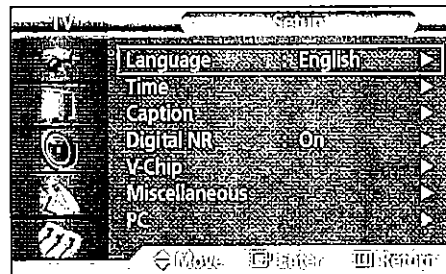 TV Setup
Language : English
Time
Caption
Digital NR : On
V-Chip
Miscellaneous
PC
Move Enter Return